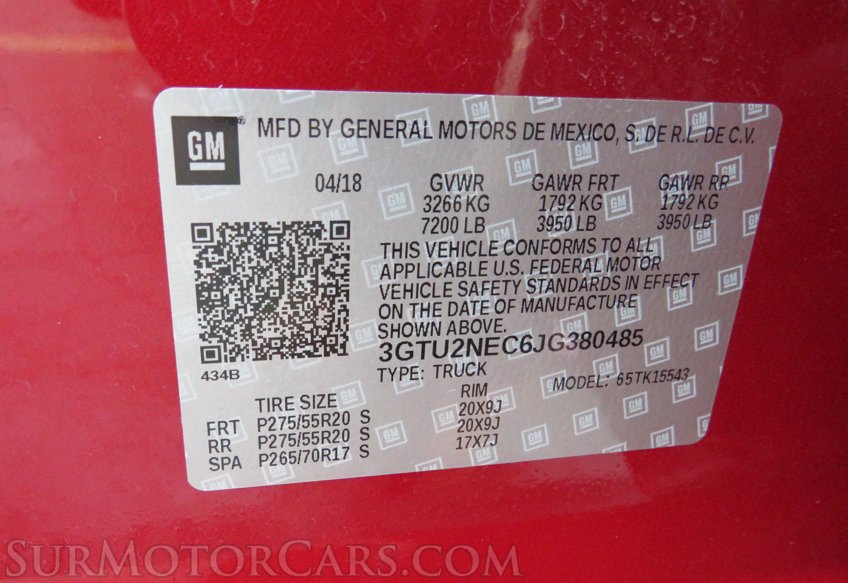 GM MFD BY GENERAL MOTORS DE MEXICO, S. DE R.L. DE C.V.
04/18 GVWR GAWR FRT GAWR RR
3266 KG 1792 KG 1792 KG
7200 LB 3950 LB 3950 LB
THIS VEHICLE CONFORMS TO ALL
APPLICABLE U.S. FEDERAL MOTOR
VEHICLE SAFETY STANDARDS IN EFFECT
ON THE DATE OF MANUFACTURE
SHOWN ABOVE.
3GTU2NEC6JG380485
434B TYPE: TRUCK MODEL: 65TK15543
TIRE SIZE RIM
FRT P275/55R20 S 20X9J
RR P275/55R20 S 20X9J
SPA P265/70R17 S 17X7J
SURMOTORCARS.COM